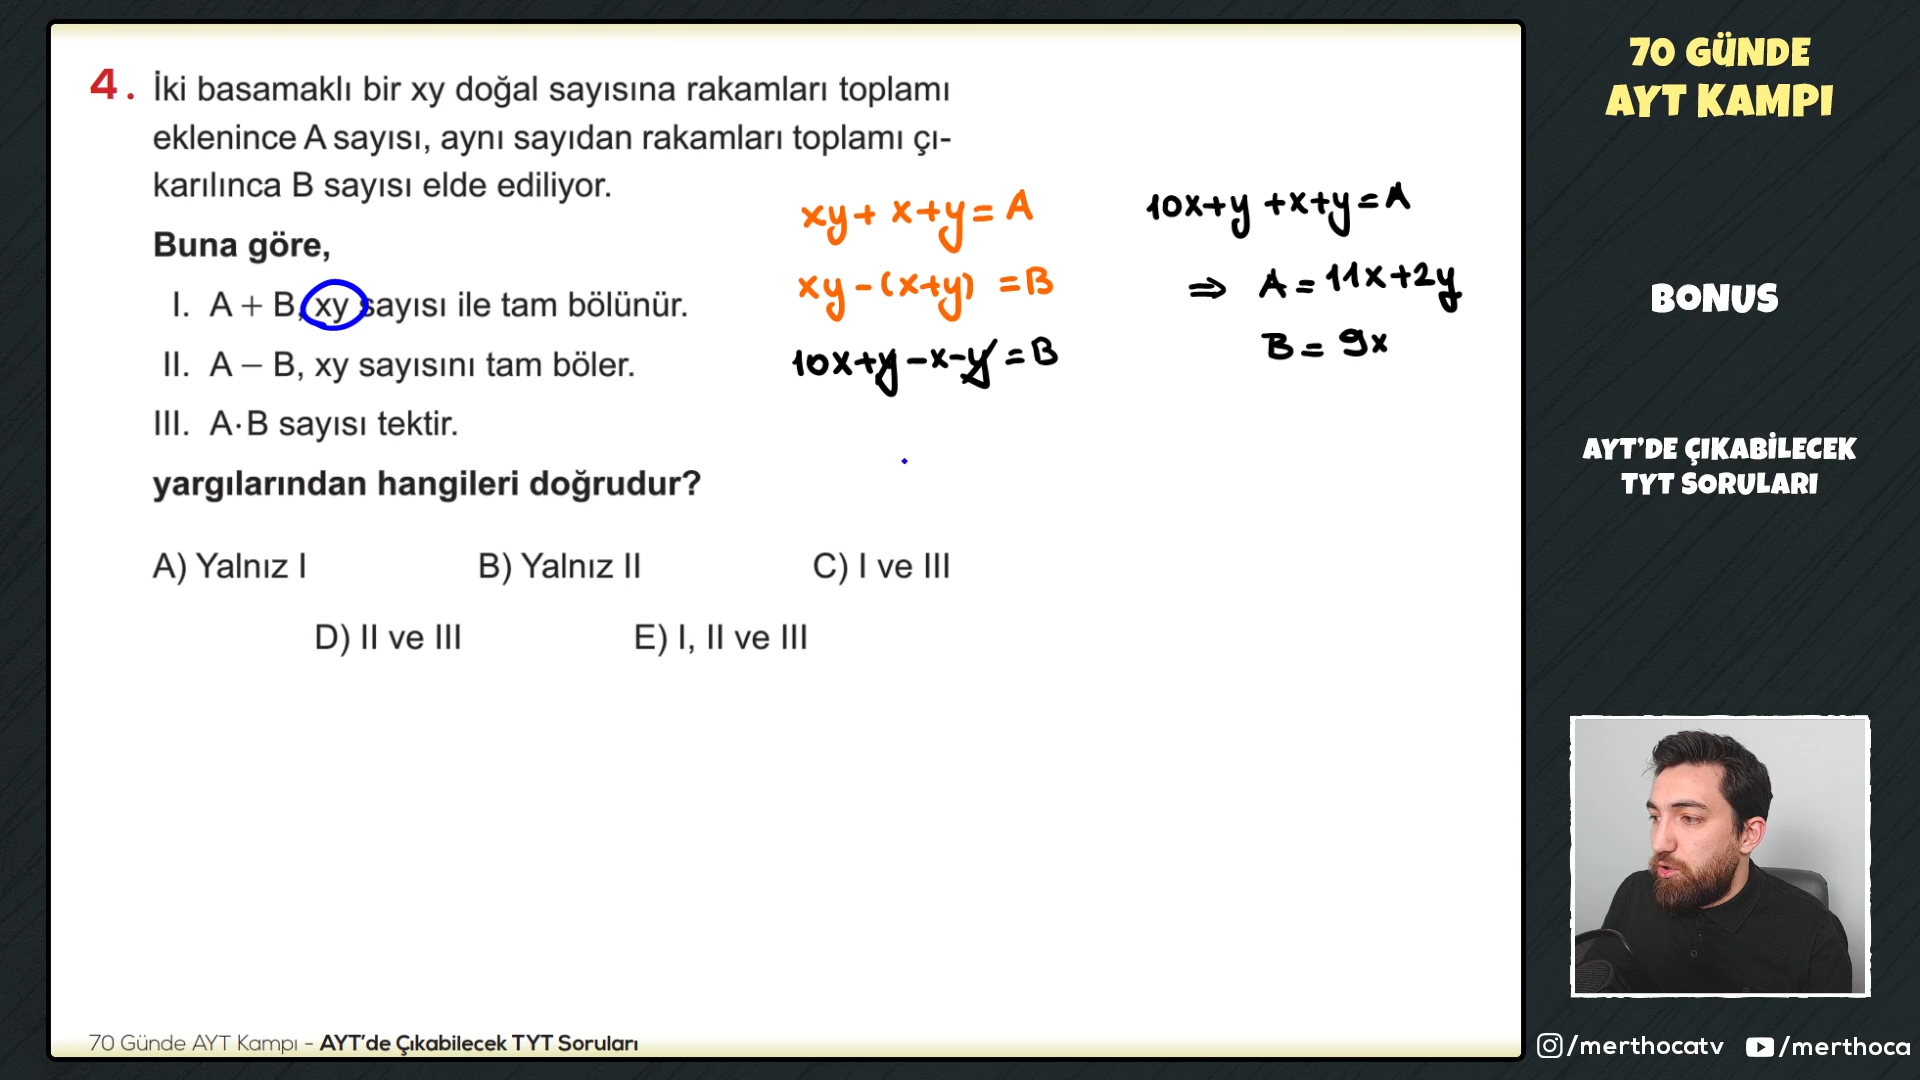 4. İki basamaklı bir xy doğal sayısına rakamları toplamı
eklenince A sayısı, aynı sayıdan rakamları toplamı çı-
karılınca B sayısı elde ediliyor.
Buna göre,
I. A + B, xy sayısı ile tam bölünür.
II. A – B, xy sayısını tam böler.
III. A·B sayısı tektir.
yargılarından hangileri doğrudur?
A) Yalnız I B) Yalnız II C) I ve III
D) II ve III E) I, II ve III
xy + x+y = A
xy - (x+y) = B
10x+y -x-y = B
10x+y +x+y = A
⇒ A = 11x+2y
B = 9x
70 GÜNDE
AYT KAMPI
BONUS
AYT'DE ÇIKABİLECEK
TYT SORULARI
70 Günde AYT Kampı - AYT'de Çıkabilecek TYT Soruları
/merthocatv /merthoca